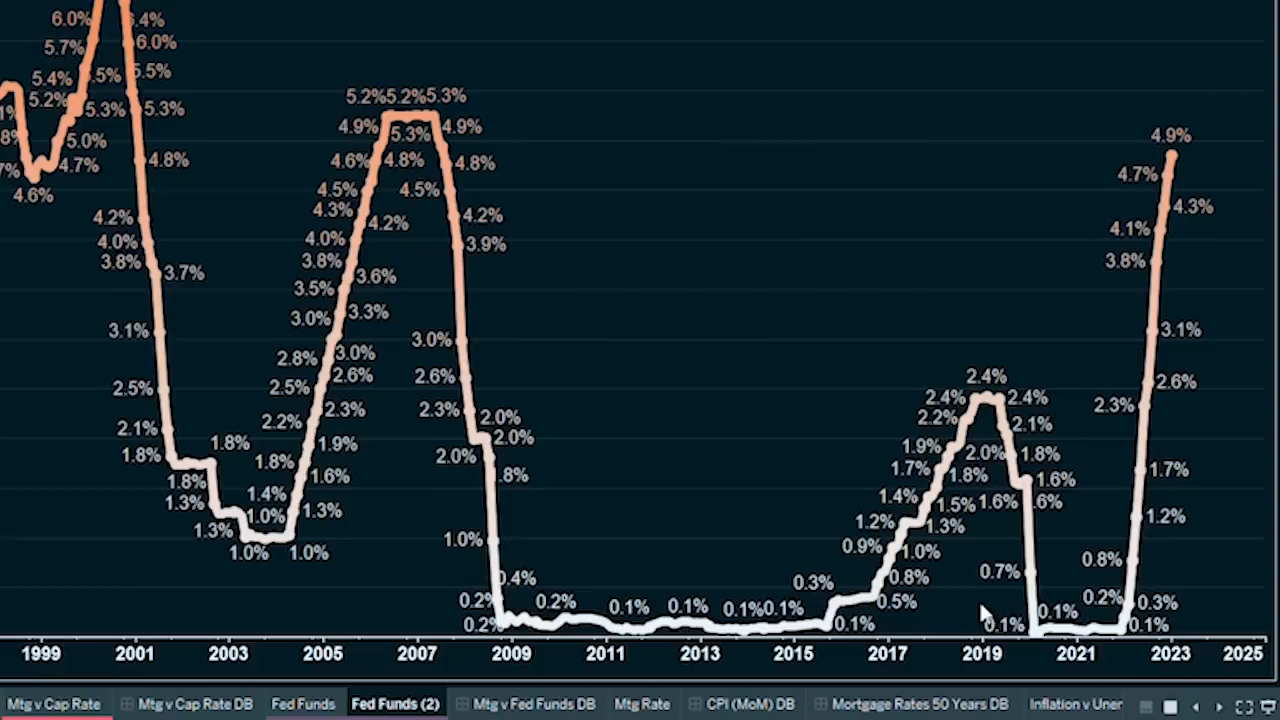 6.0% 6.4%
5.7% 6.0%
5.4% 5.5% 5.5%
5.2% 5.3% 5.3%
5.0%
4.7% 4.8%
4.6%
4.2%
4.0%
3.8% 3.7%
3.1%
2.5%
2.1%
1.8% 1.8%
1.8%
1.3% 1.4%
1.3% 1.0%
1.0% 1.0%
5.2% 5.2% 5.3%
4.9% 5.3% 4.9%
4.6% 4.8% 4.8%
4.5% 4.5%
4.3% 4.2% 4.2%
4.0% 3.9%
3.8% 3.6%
3.5% 3.3%
3.0% 3.0%
2.8% 3.0%
2.5% 2.6% 2.6%
2.2% 2.3% 2.3%
1.9% 2.0% 2.0%
1.8% 1.6% 2.0%
1.3% 1.0%
0.4%
0.2% 0.2% 0.1% 0.1% 0.1% 0.1%
0.2%
2.4%
2.4% 2.4%
2.2% 2.1%
1.9% 2.0% 1.8%
1.7% 1.8% 1.6%
1.4% 1.5% 1.6%
1.2% 1.3%
0.9% 1.0%
0.3% 0.8% 0.7%
0.5%
0.1% 0.1% 0.1%
4.9%
4.7%
4.3%
4.1%
3.8%
3.1%
2.6%
2.3%
1.7%
1.2%
0.8%
0.2% 0.3%
0.1%
1999 2001 2003 2005 2007 2009 2011 2013 2015 2017 2019 2021 2023 2025
Mtg v Cap Rate Mtg v Cap Rate DB Fed Funds Fed Funds (2) Mtg v Fed Funds DB Mtg Rate CPI (MoM) DB Mortgage Rates 50 Years DB Inflation v Uner